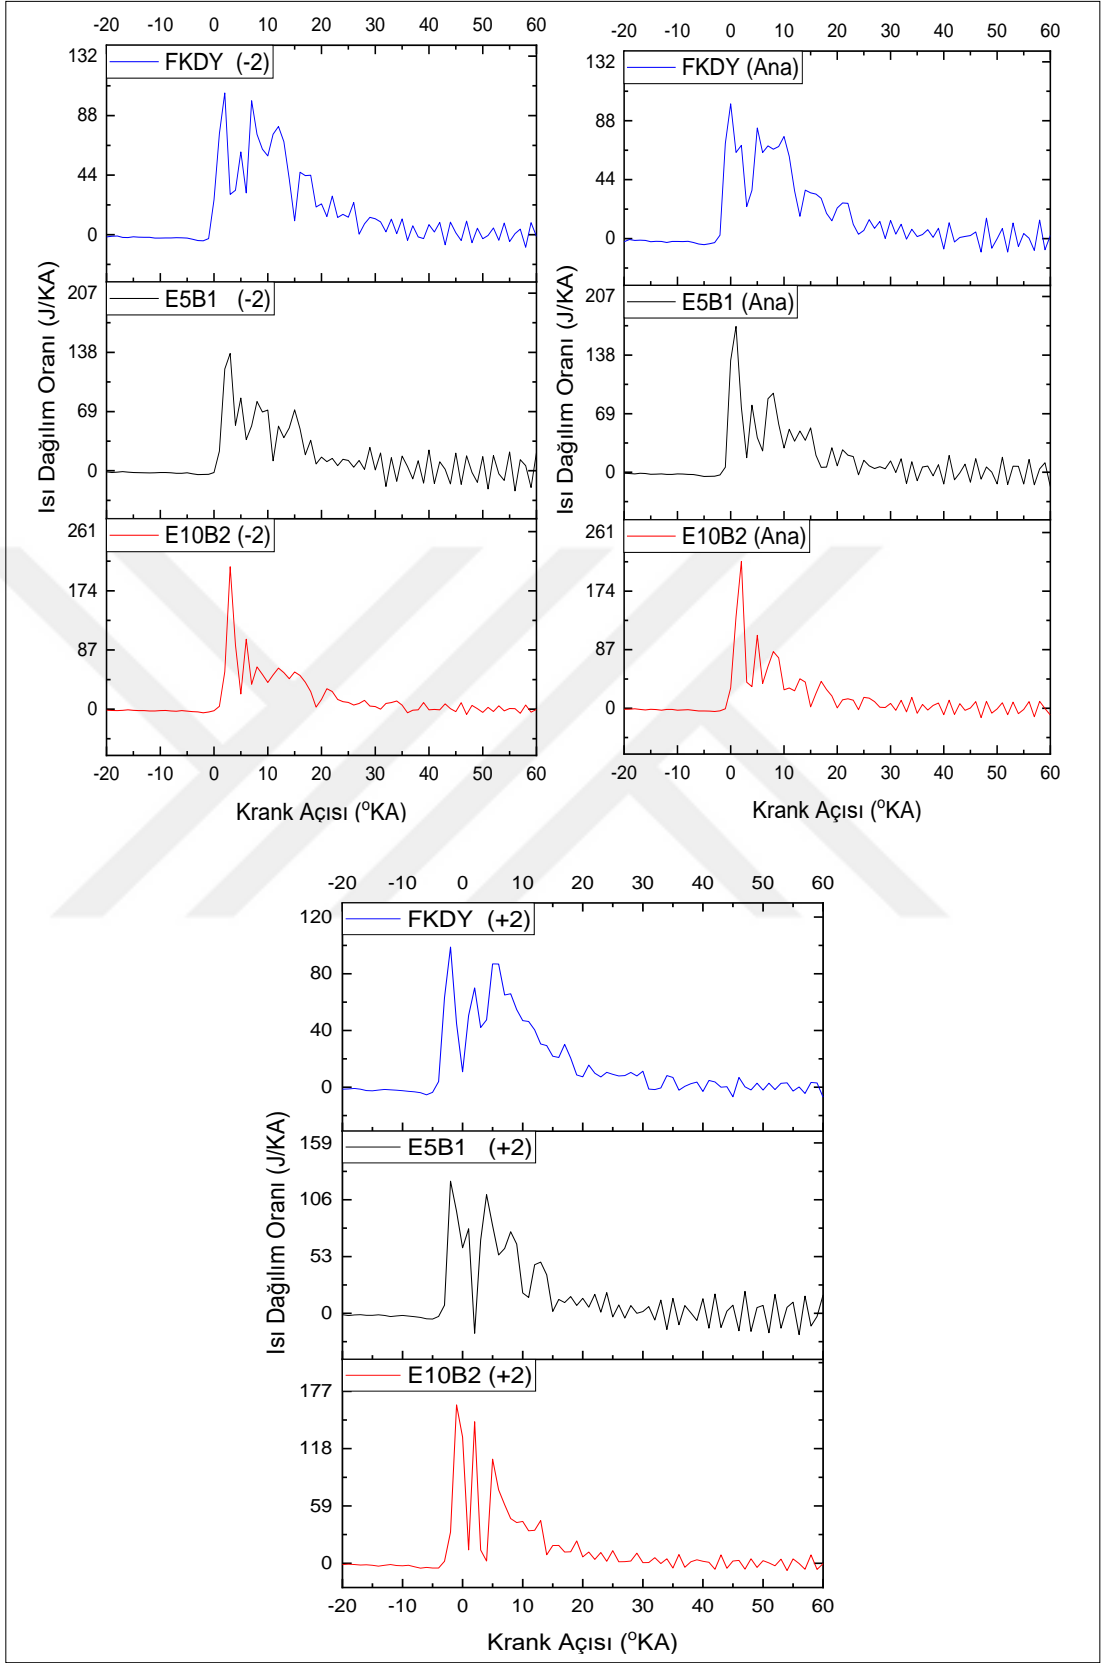 -20 -10 0 10 20 30 40 50 60
132
88
44
0
FKDY (-2)
207
138
69
0
E5B1 (-2)
261
174
87
0
E10B2 (-2)
-20 -10 0 10 20 30 40 50 60
Isı Dağılım Oranı (J/KA)
Krank Açısı (°KA)
-20 -10 0 10 20 30 40 50 60
132
88
44
0
FKDY (Ana)
207
138
69
0
E5B1 (Ana)
261
174
87
0
E10B2 (Ana)
-20 -10 0 10 20 30 40 50 60
Isı Dağılım Oranı (J/KA)
Krank Açısı (°KA)
-20 -10 0 10 20 30 40 50 60
120
80
40
0
FKDY (+2)
159
106
53
0
E5B1 (+2)
177
118
59
0
E10B2 (+2)
-20 -10 0 10 20 30 40 50 60
Isı Dağılım Oranı (J/KA)
Krank Açısı (°KA)